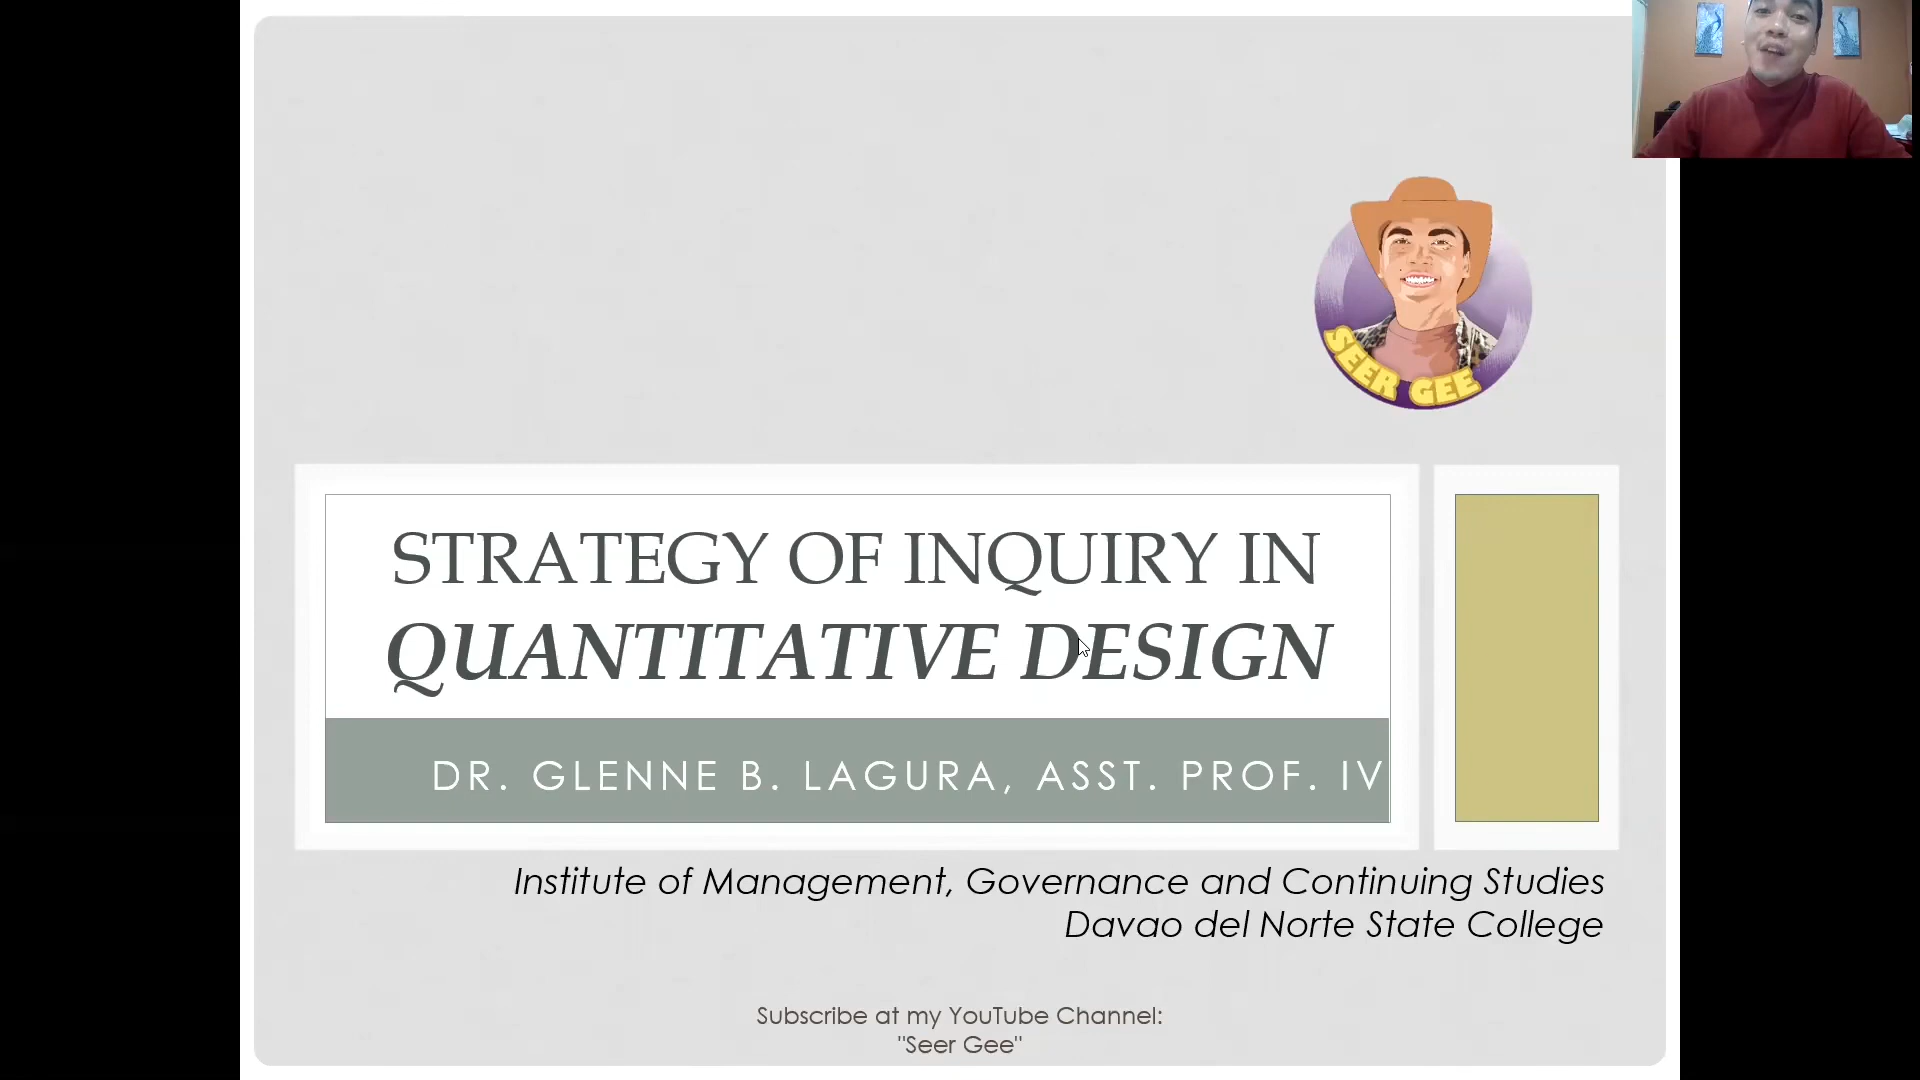 SEER GEE
STRATEGY OF INQUIRY IN
QUANTITATIVE DESIGN
DR. GLENNE B. LAGURA, ASST. PROF. IV
Institute of Management, Governance and Continuing Studies
Davao del Norte State College
Subscribe at my YouTube Channel:
"Seer Gee"